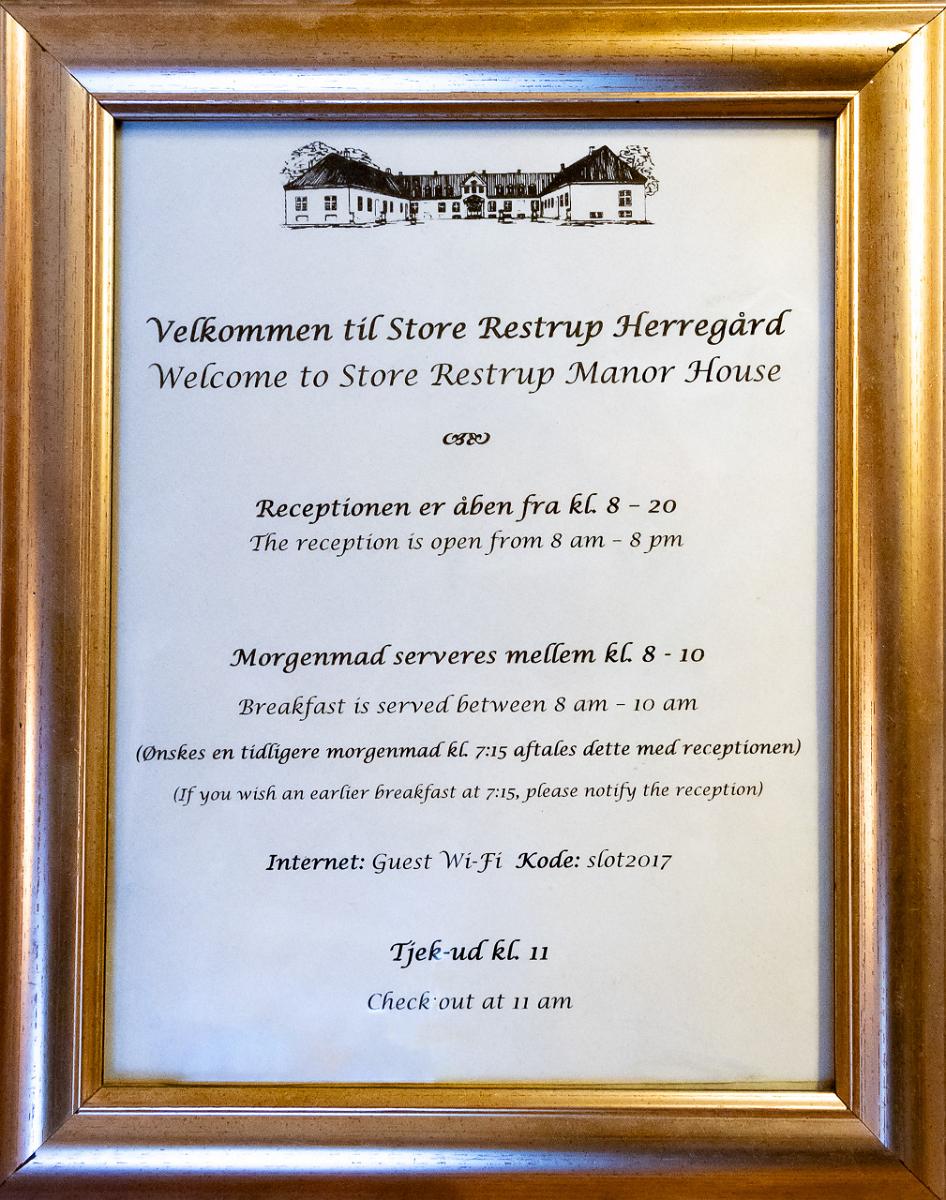 Velkommen til Store Restrup Herregård
Welcome to Store Restrup Manor House
Receptionen er åben fra kl. 8 – 20
The reception is open from 8 am – 8 pm
Morgenmad serveres mellem kl. 8 - 10
Breakfast is served between 8 am – 10 am
(Ønskes en tidligere morgenmad kl. 7:15 aftales dette med receptionen)
(If you wish an earlier breakfast at 7:15, please notify the reception)
Internet: Guest Wi-Fi Kode: slot2017
Tjek-ud kl. 11
Check out at 11 am